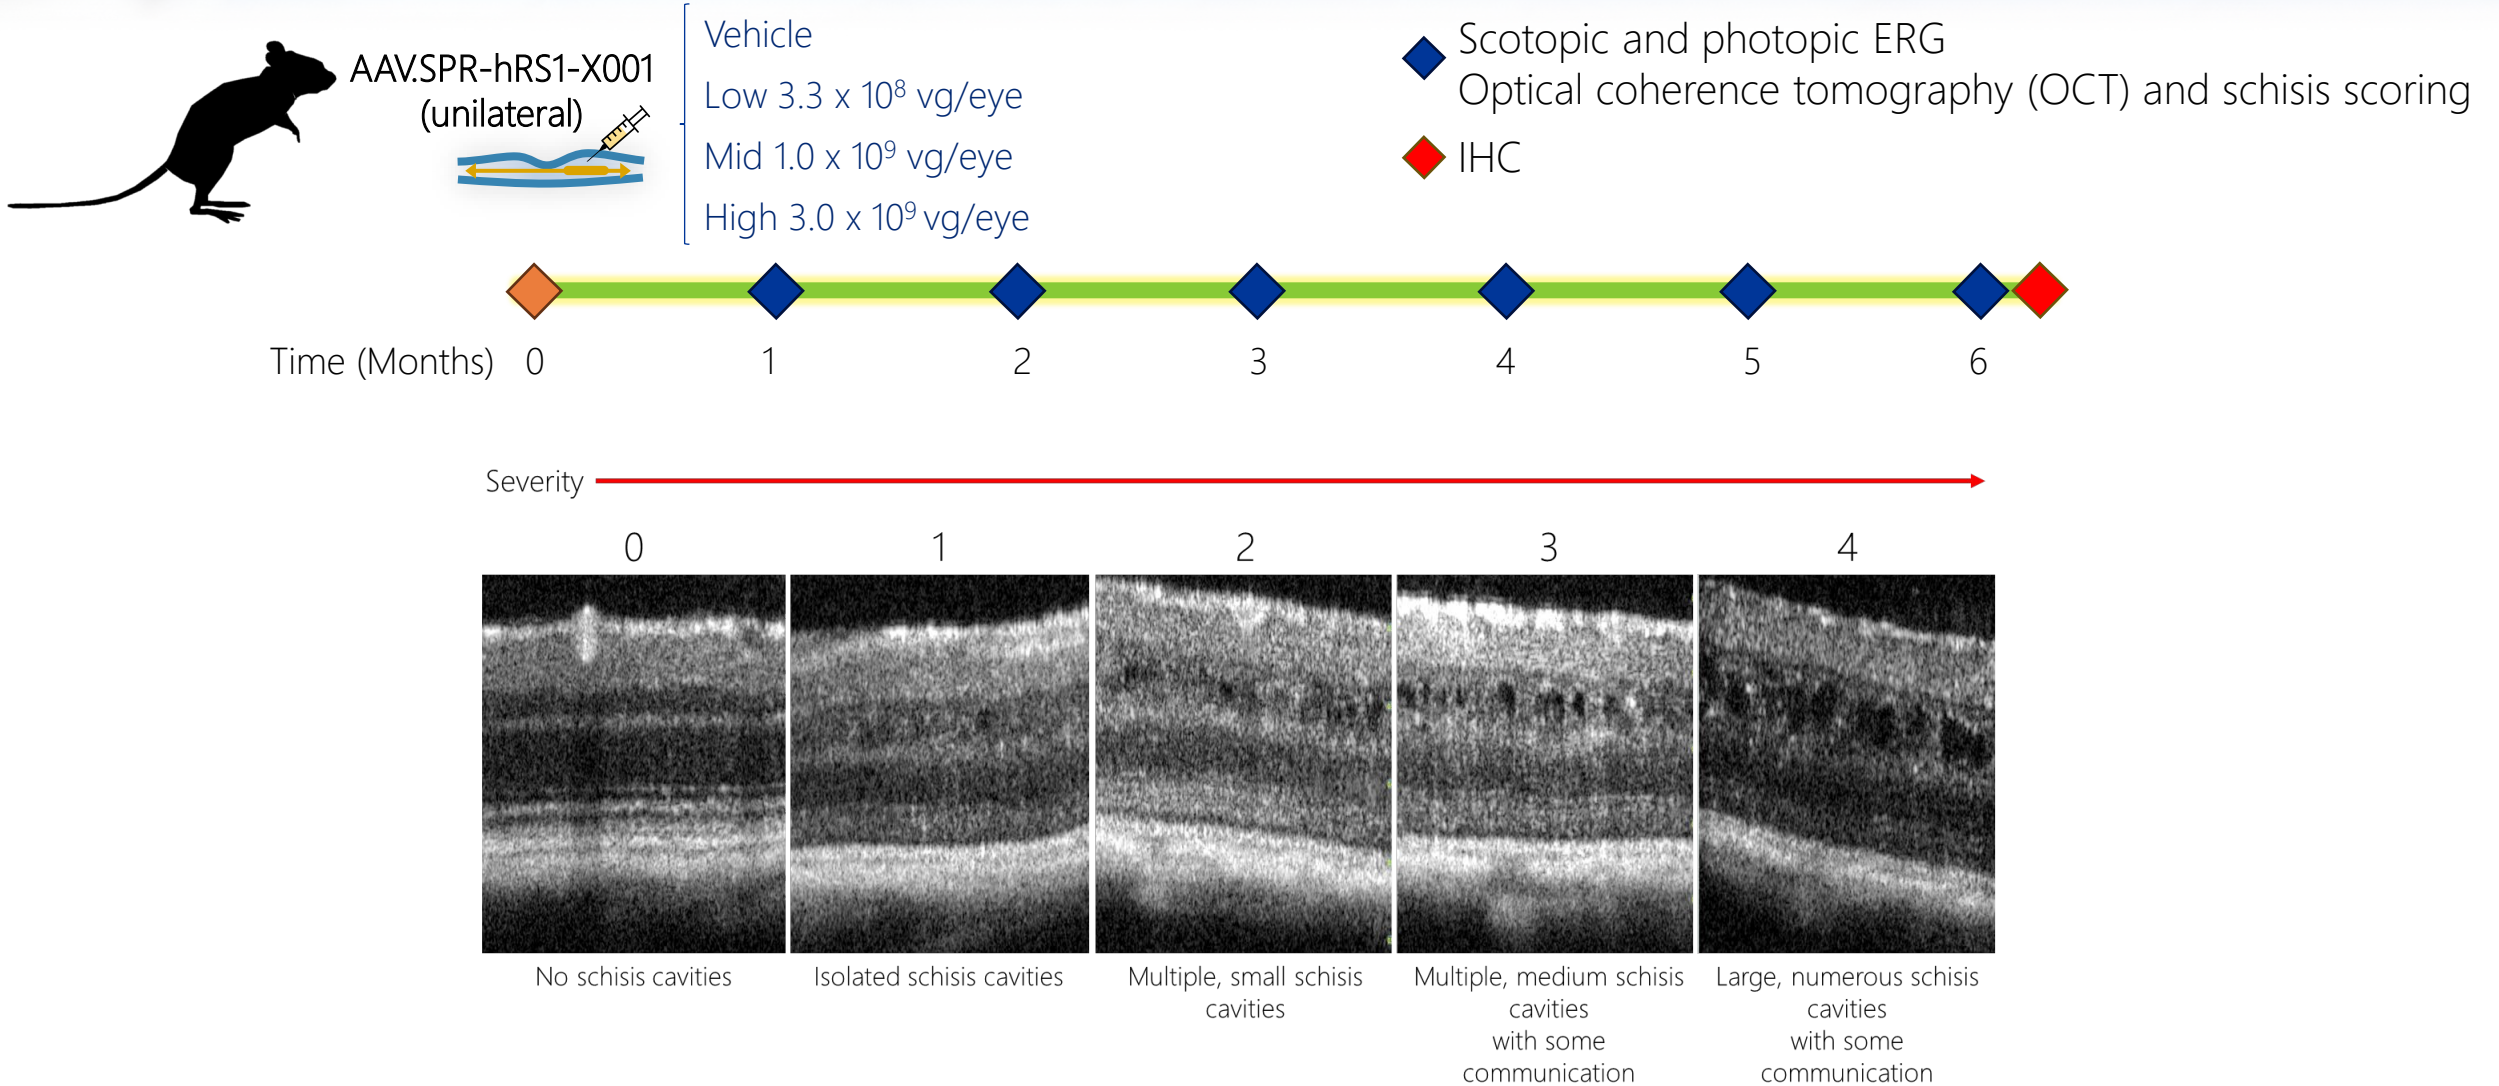 AAV.SPR-hRS1-X001
(unilateral)
Vehicle
Low 3.3 x 10⁸ vg/eye
Mid 1.0 x 10⁹ vg/eye
High 3.0 x 10⁹ vg/eye
Scotopic and photopic ERG
Optical coherence tomography (OCT) and schisis scoring
IHC
Time (Months) 0 1 2 3 4 5 6
Severity
0 1 2 3 4
No schisis cavities
Isolated schisis cavities
Multiple, small schisis
cavities
Multiple, medium schisis
cavities
with some
communication
Large, numerous schisis
cavities
with some
communication